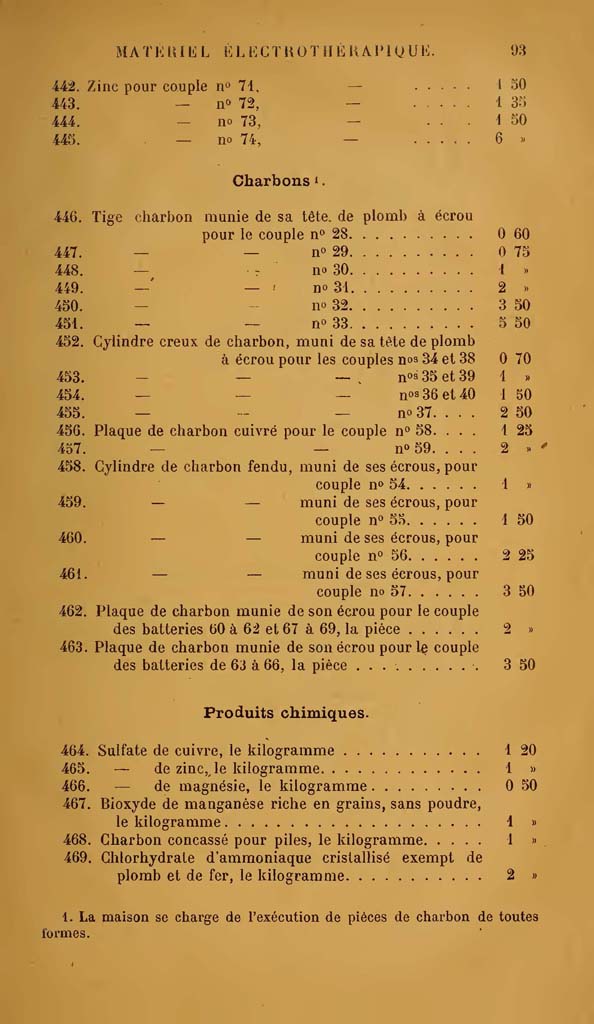 MATÉRIEL ÉLECTROTHÉRAPIQUE. 93
442. Zinc pour couple nº 71, — . . . . . 1 50
443. — nº 72, — . . . . . 1 35
444. — nº 73, — . . . 1 50
445. — nº 74, — . . . . . 6 »
Charbons 1.
446. Tige charbon munie de sa tête. de plomb à écrou
pour le couple nº 28. . . . . . . . . . 0 60
447. — — nº 29. . . . . . . . . . 0 75
448. — — nº 30. . . . . . . . . . 1 »
449. — — nº 31. . . . . . . . . . 2 »
450. — — nº 32. . . . . . . . . . 3 50
451. — — nº 33. . . . . . . . . . 5 50
452. Cylindre creux de charbon, muni de sa tête de plomb
à écrou pour les couples nos 34 et 38 0 70
453. — — — nos 35 et 39 1 »
454. — — — nos 36 et 40 1 50
455. — — — nº 37. . . . 2 50
456. Plaque de charbon cuivré pour le couple nº 58. . . . 1 25
457. — — nº 59. . . . 2 »
458. Cylindre de charbon fendu, muni de ses écrous, pour
couple nº 54. . . . . . 1 »
459. — — muni de ses écrous, pour
couple nº 55. . . . . . 1 50
460. — — muni de ses écrous, pour
couple nº 56. . . . . . 2 25
461. — — muni de ses écrous, pour
couple nº 57. . . . . . 3 50
462. Plaque de charbon munie de son écrou pour le couple
des batteries 60 à 62 et 67 à 69, la pièce . . . . . . 2 »
463. Plaque de charbon munie de son écrou pour le couple
des batteries de 63 à 66, la pièce . . . . . . . . . . 3 50
Produits chimiques.
464. Sulfate de cuivre, le kilogramme . . . . . . . . . . . 1 20
465. — de zinc, le kilogramme. . . . . . . . . . . . . 1 »
466. — de magnésie, le kilogramme . . . . . . . . . 0 50
467. Bioxyde de manganèse riche en grains, sans poudre,
le kilogramme. . . . . . . . . . . . . . . . . . . . 1 »
468. Charbon concassé pour piles, le kilogramme. . . . . 1 »
469. Chlorhydrate d'ammoniaque cristallisé exempt de
plomb et de fer, le kilogramme. . . . . . . . . . . 2 »
1. La maison se charge de l'exécution de pièces de charbon de toutes
formes.